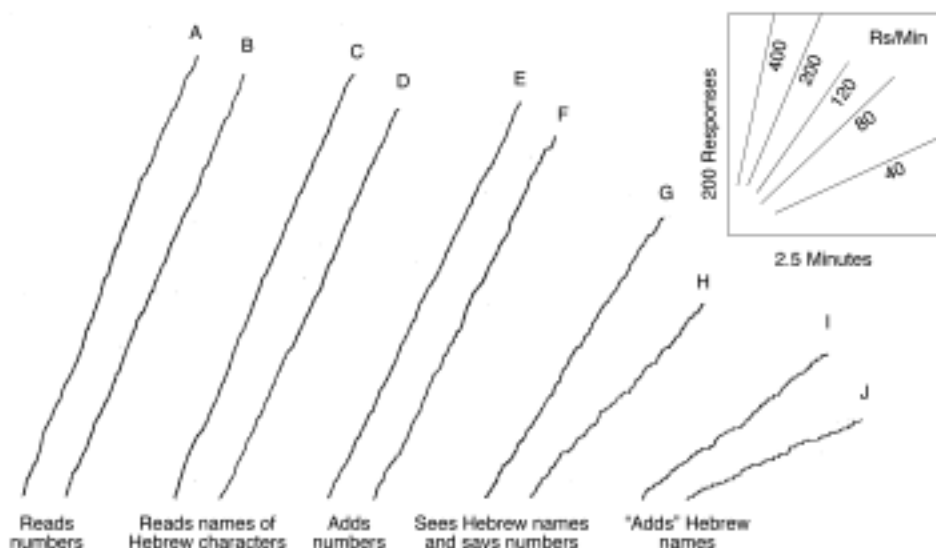 A
B
C
D
E
F
G
H
I
J
Rs/Min
400
200
120
80
40
200 Responses
2.5 Minutes
Reads
numbers
Reads names of
Hebrew characters
Adds
numbers
Sees Hebrew names
and says numbers
"Adds" Hebrew
names